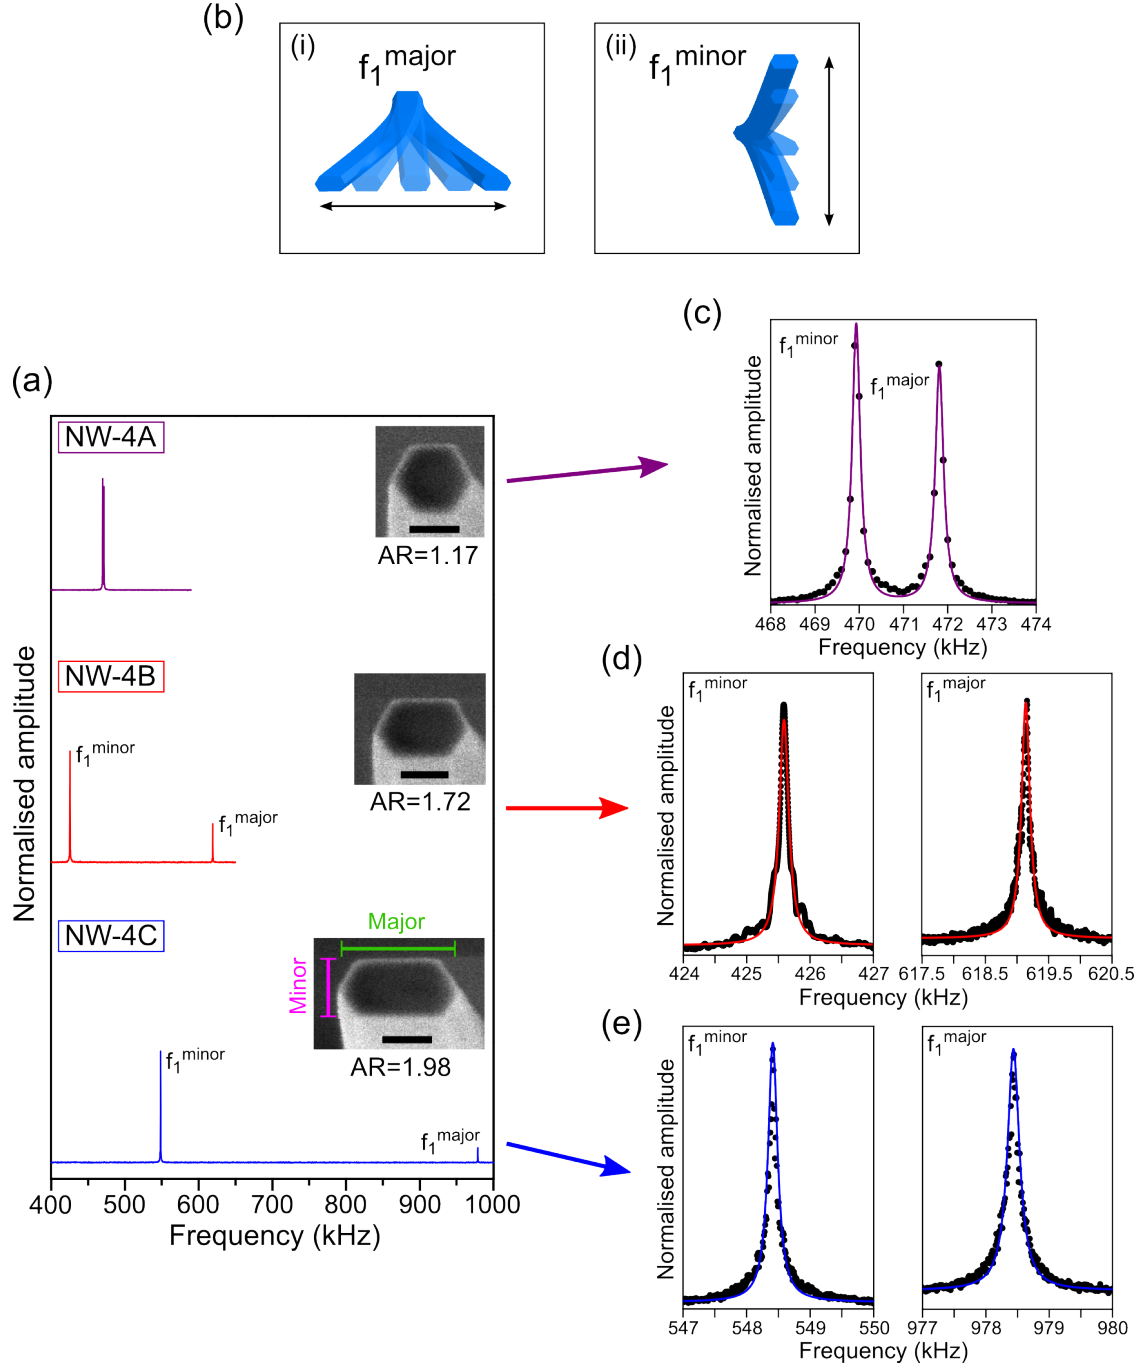 (b)
(i)
f1major
(ii)
f1minor
(c)
f1minor
f1major
Normalised amplitude
468 469 470 471 472 473 474
Frequency (kHz)
(a)
NW-4A
AR=1.17
NW-4B
f1minor
f1major
AR=1.72
NW-4C
Major
Minor
AR=1.98
f1minor
f1major
Normalised amplitude
400 500 600 700 800 900 1000
Frequency (kHz)
(d)
f1minor
Normalised amplitude
424 425 426 427
Frequency (kHz)
f1major
617.5 618.5 619.5 620.5
Frequency (kHz)
(e)
f1minor
Normalised amplitude
547 548 549 550
Frequency (kHz)
f1major
977 978 979 980
Frequency (kHz)